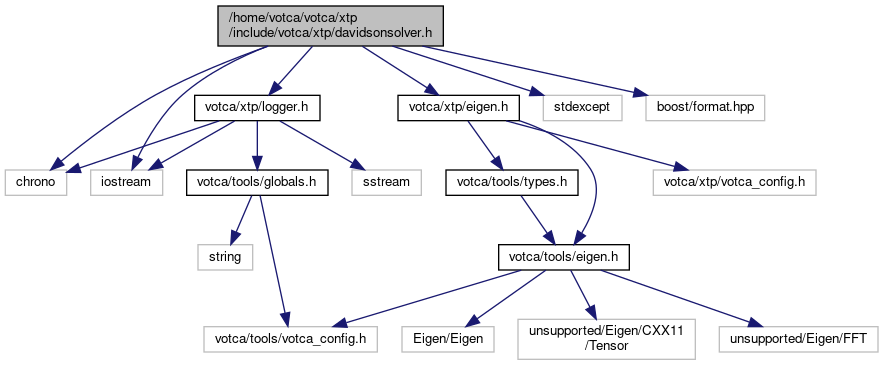 /home/votca/votca/xtp
/include/votca/xtp/davidsonsolver.h
votca/xtp/logger.h
votca/xtp/eigen.h
stdexcept
boost/format.hpp
chrono
iostream
votca/tools/globals.h
sstream
votca/tools/types.h
votca/xtp/votca_config.h
string
votca/tools/eigen.h
votca/tools/votca_config.h
Eigen/Eigen
unsupported/Eigen/CXX11
/Tensor
unsupported/Eigen/FFT